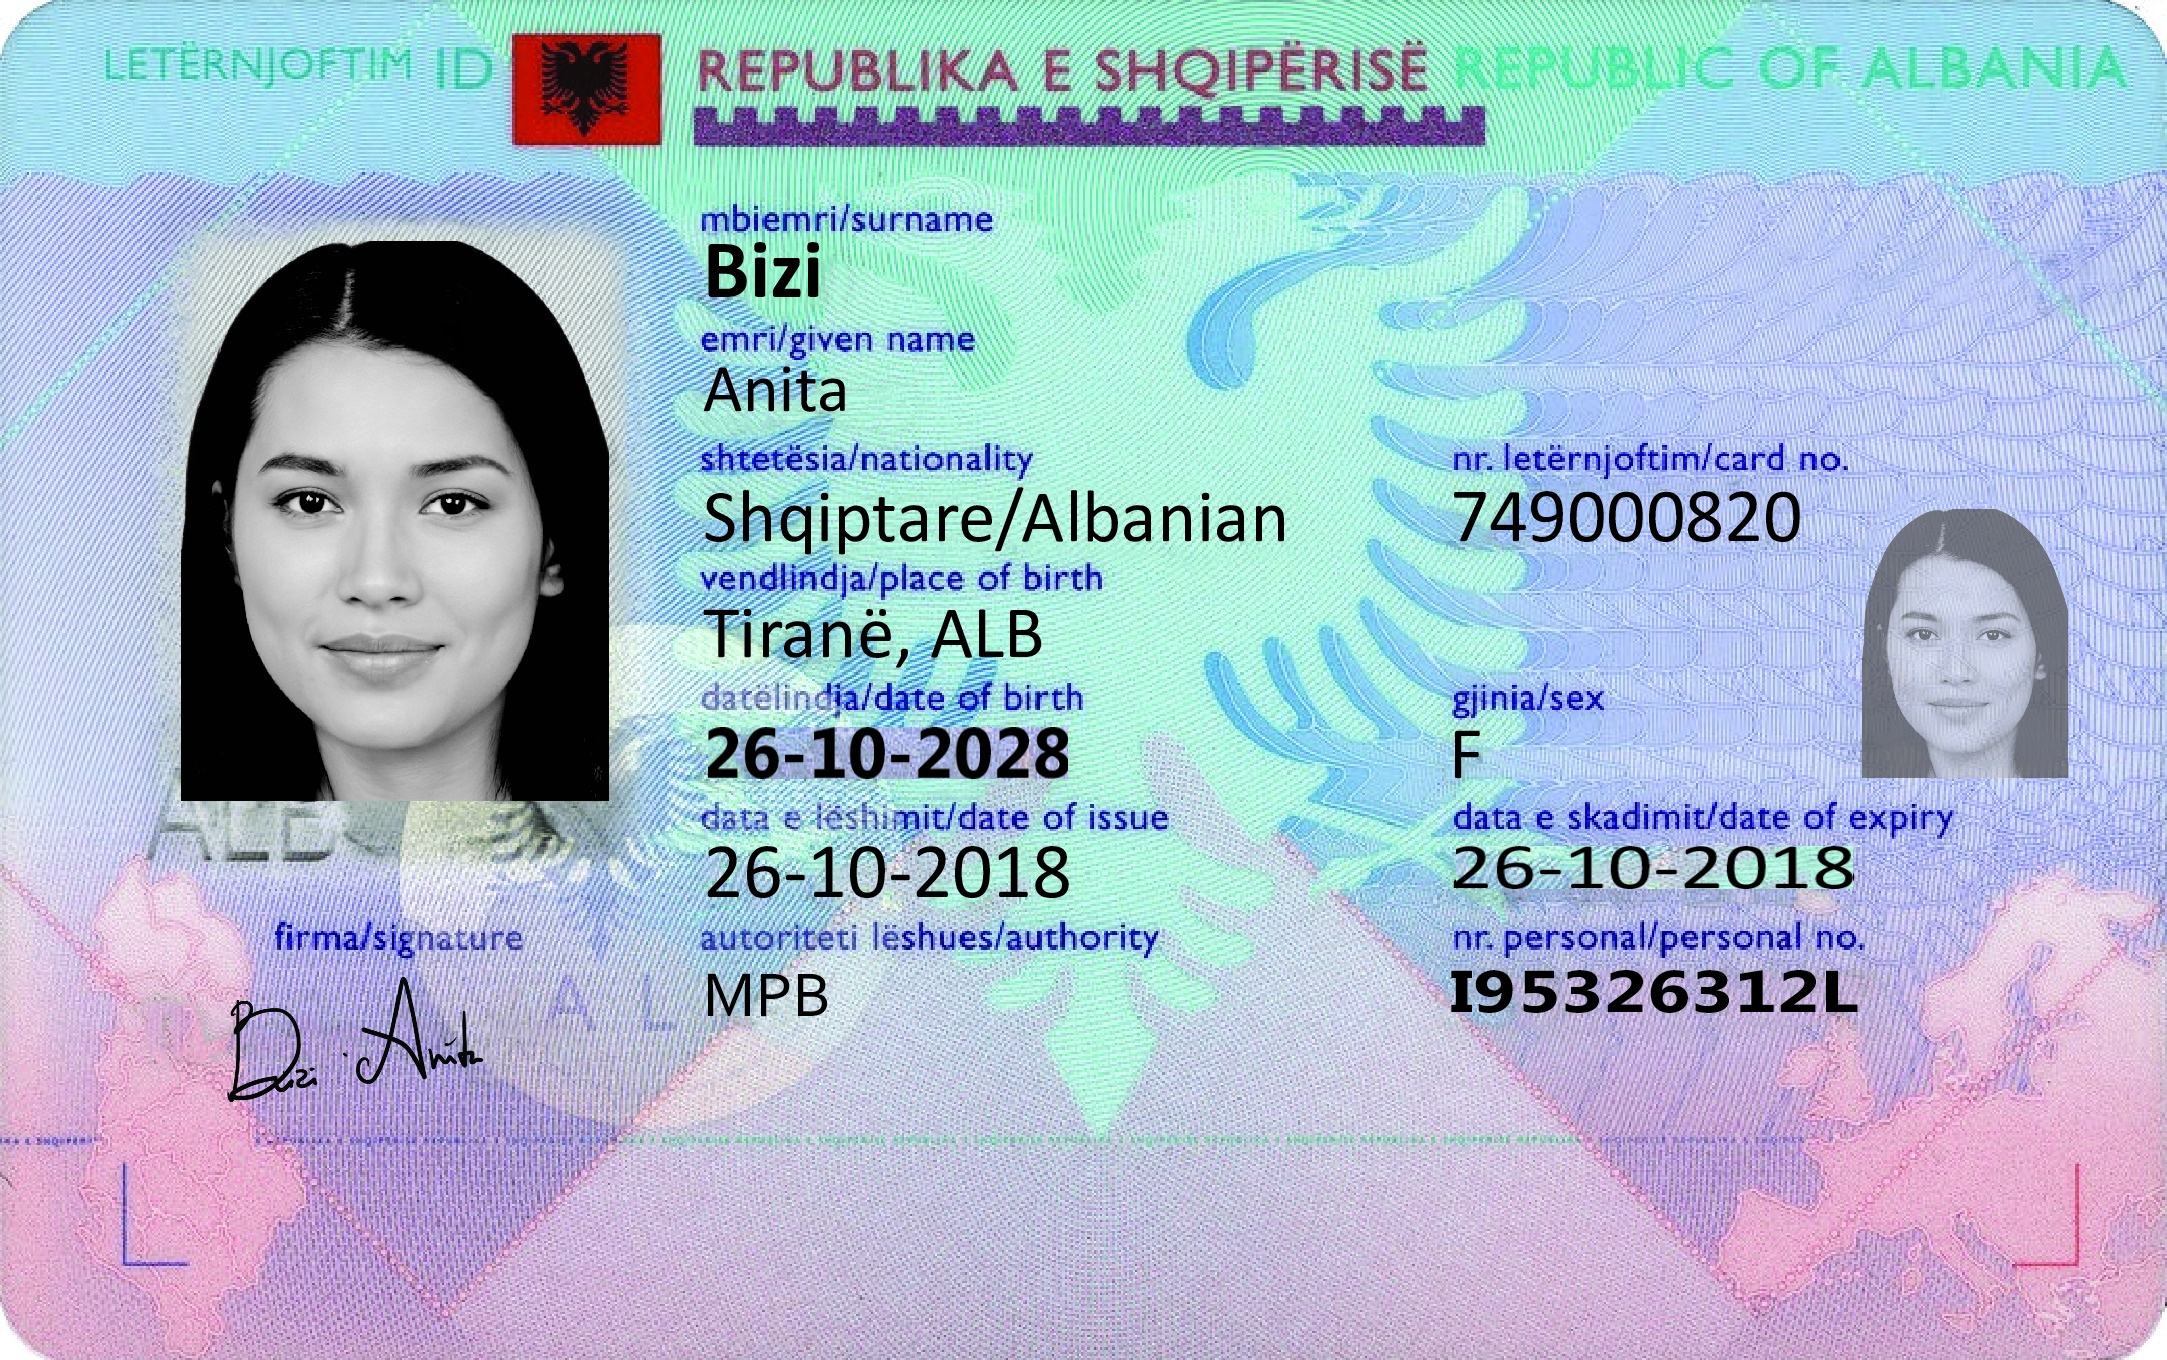 LETËRNJOFTIM ID REPUBLIKA E SHQIPËRISË REPUBLIC OF ALBANIA
mbiemri/surname
Bizi
emri/given name
Anita
shtetësia/nationality nr. letërnjoftim/card no.
Shqiptare/Albanian 749000820
vendlindja/place of birth
Tiranë, ALB
datëlindja/date of birth gjinia/sex
26-10-2028 F
data e lëshimit/date of issue data e skadimit/date of expiry
26-10-2018 26-10-2018
ALB
firma/signature autoriteti lëshues/authority nr. personal/personal no.
MPB I95326312L
Bizi Anita